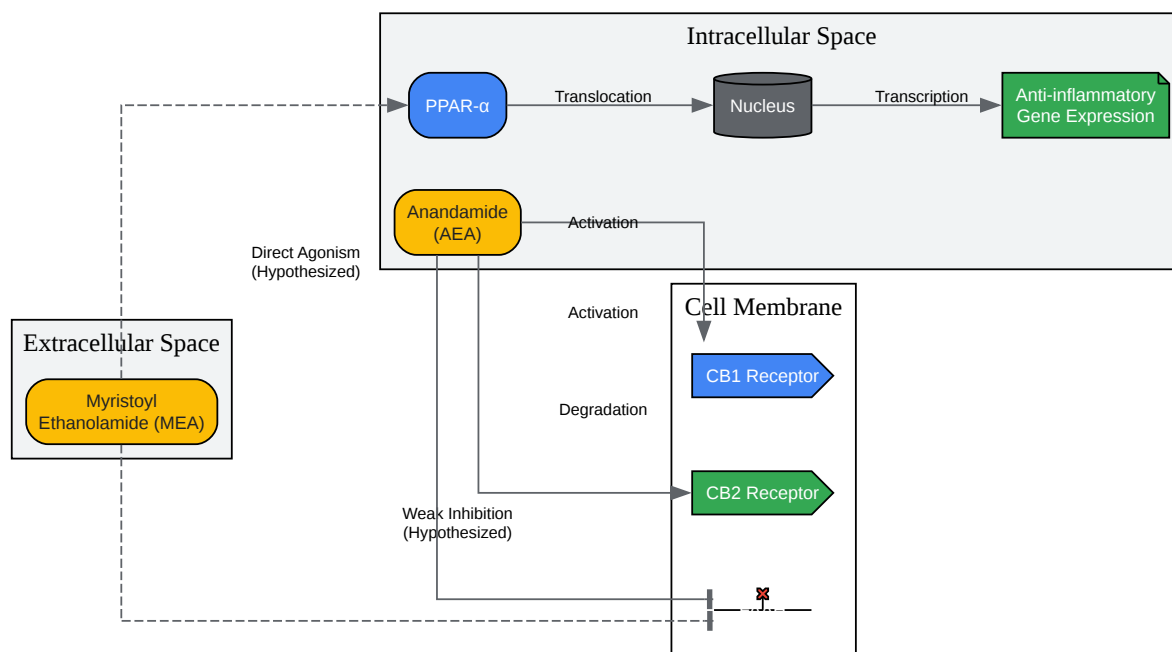 Intracellular Space
PPAR-α
Translocation
Nucleus
Transcription
Anti-inflammatory
Gene Expression
Anandamide
(AEA)
Activation
Direct Agonism
(Hypothesized)
Activation
Cell Membrane
Extracellular Space
CB1 Receptor
Myristoyl
Ethanolamide (MEA)
Degradation
CB2 Receptor
Weak Inhibition
(Hypothesized)